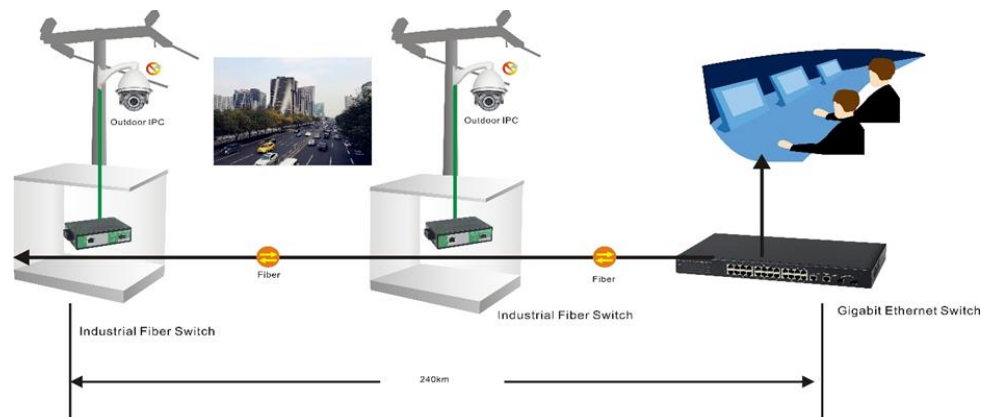 Outdoor IPC
Outdoor IPC
Fiber
Fiber
Industrial Fiber Switch
Industrial Fiber Switch
Gigabit Ethernet Switch
240km